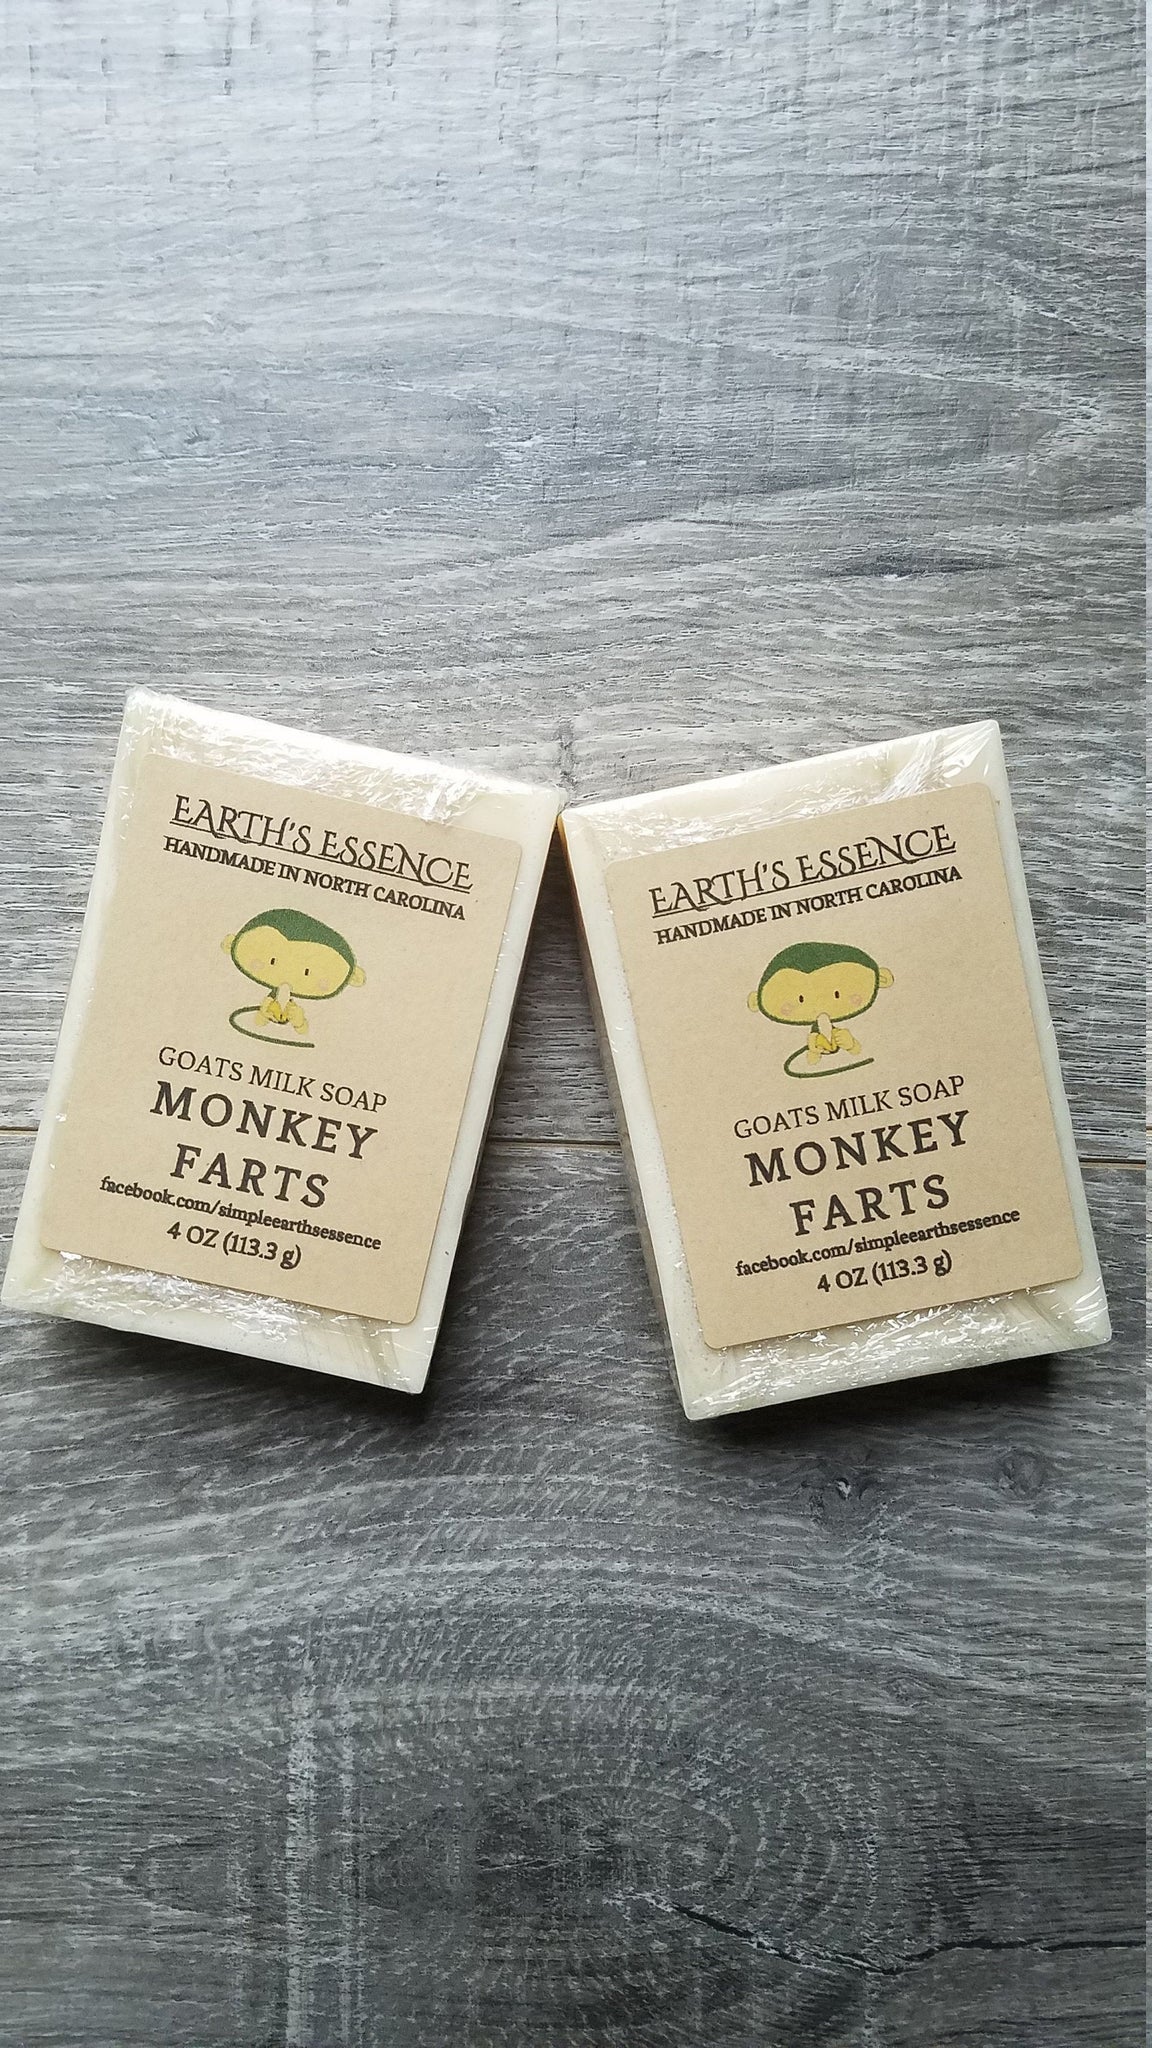 EARTH'S ESSENCE
HANDMADE IN NORTH CAROLINA
GOATS MILK SOAP
MONKEY
FARTS
facebook.com/simpleearthsessence
4 OZ (113.3 g)
EARTH'S ESSENCE
HANDMADE IN NORTH CAROLINA
GOATS MILK SOAP
MONKEY
FARTS
facebook.com/simpleearthsessence
4 OZ (113.3 g)